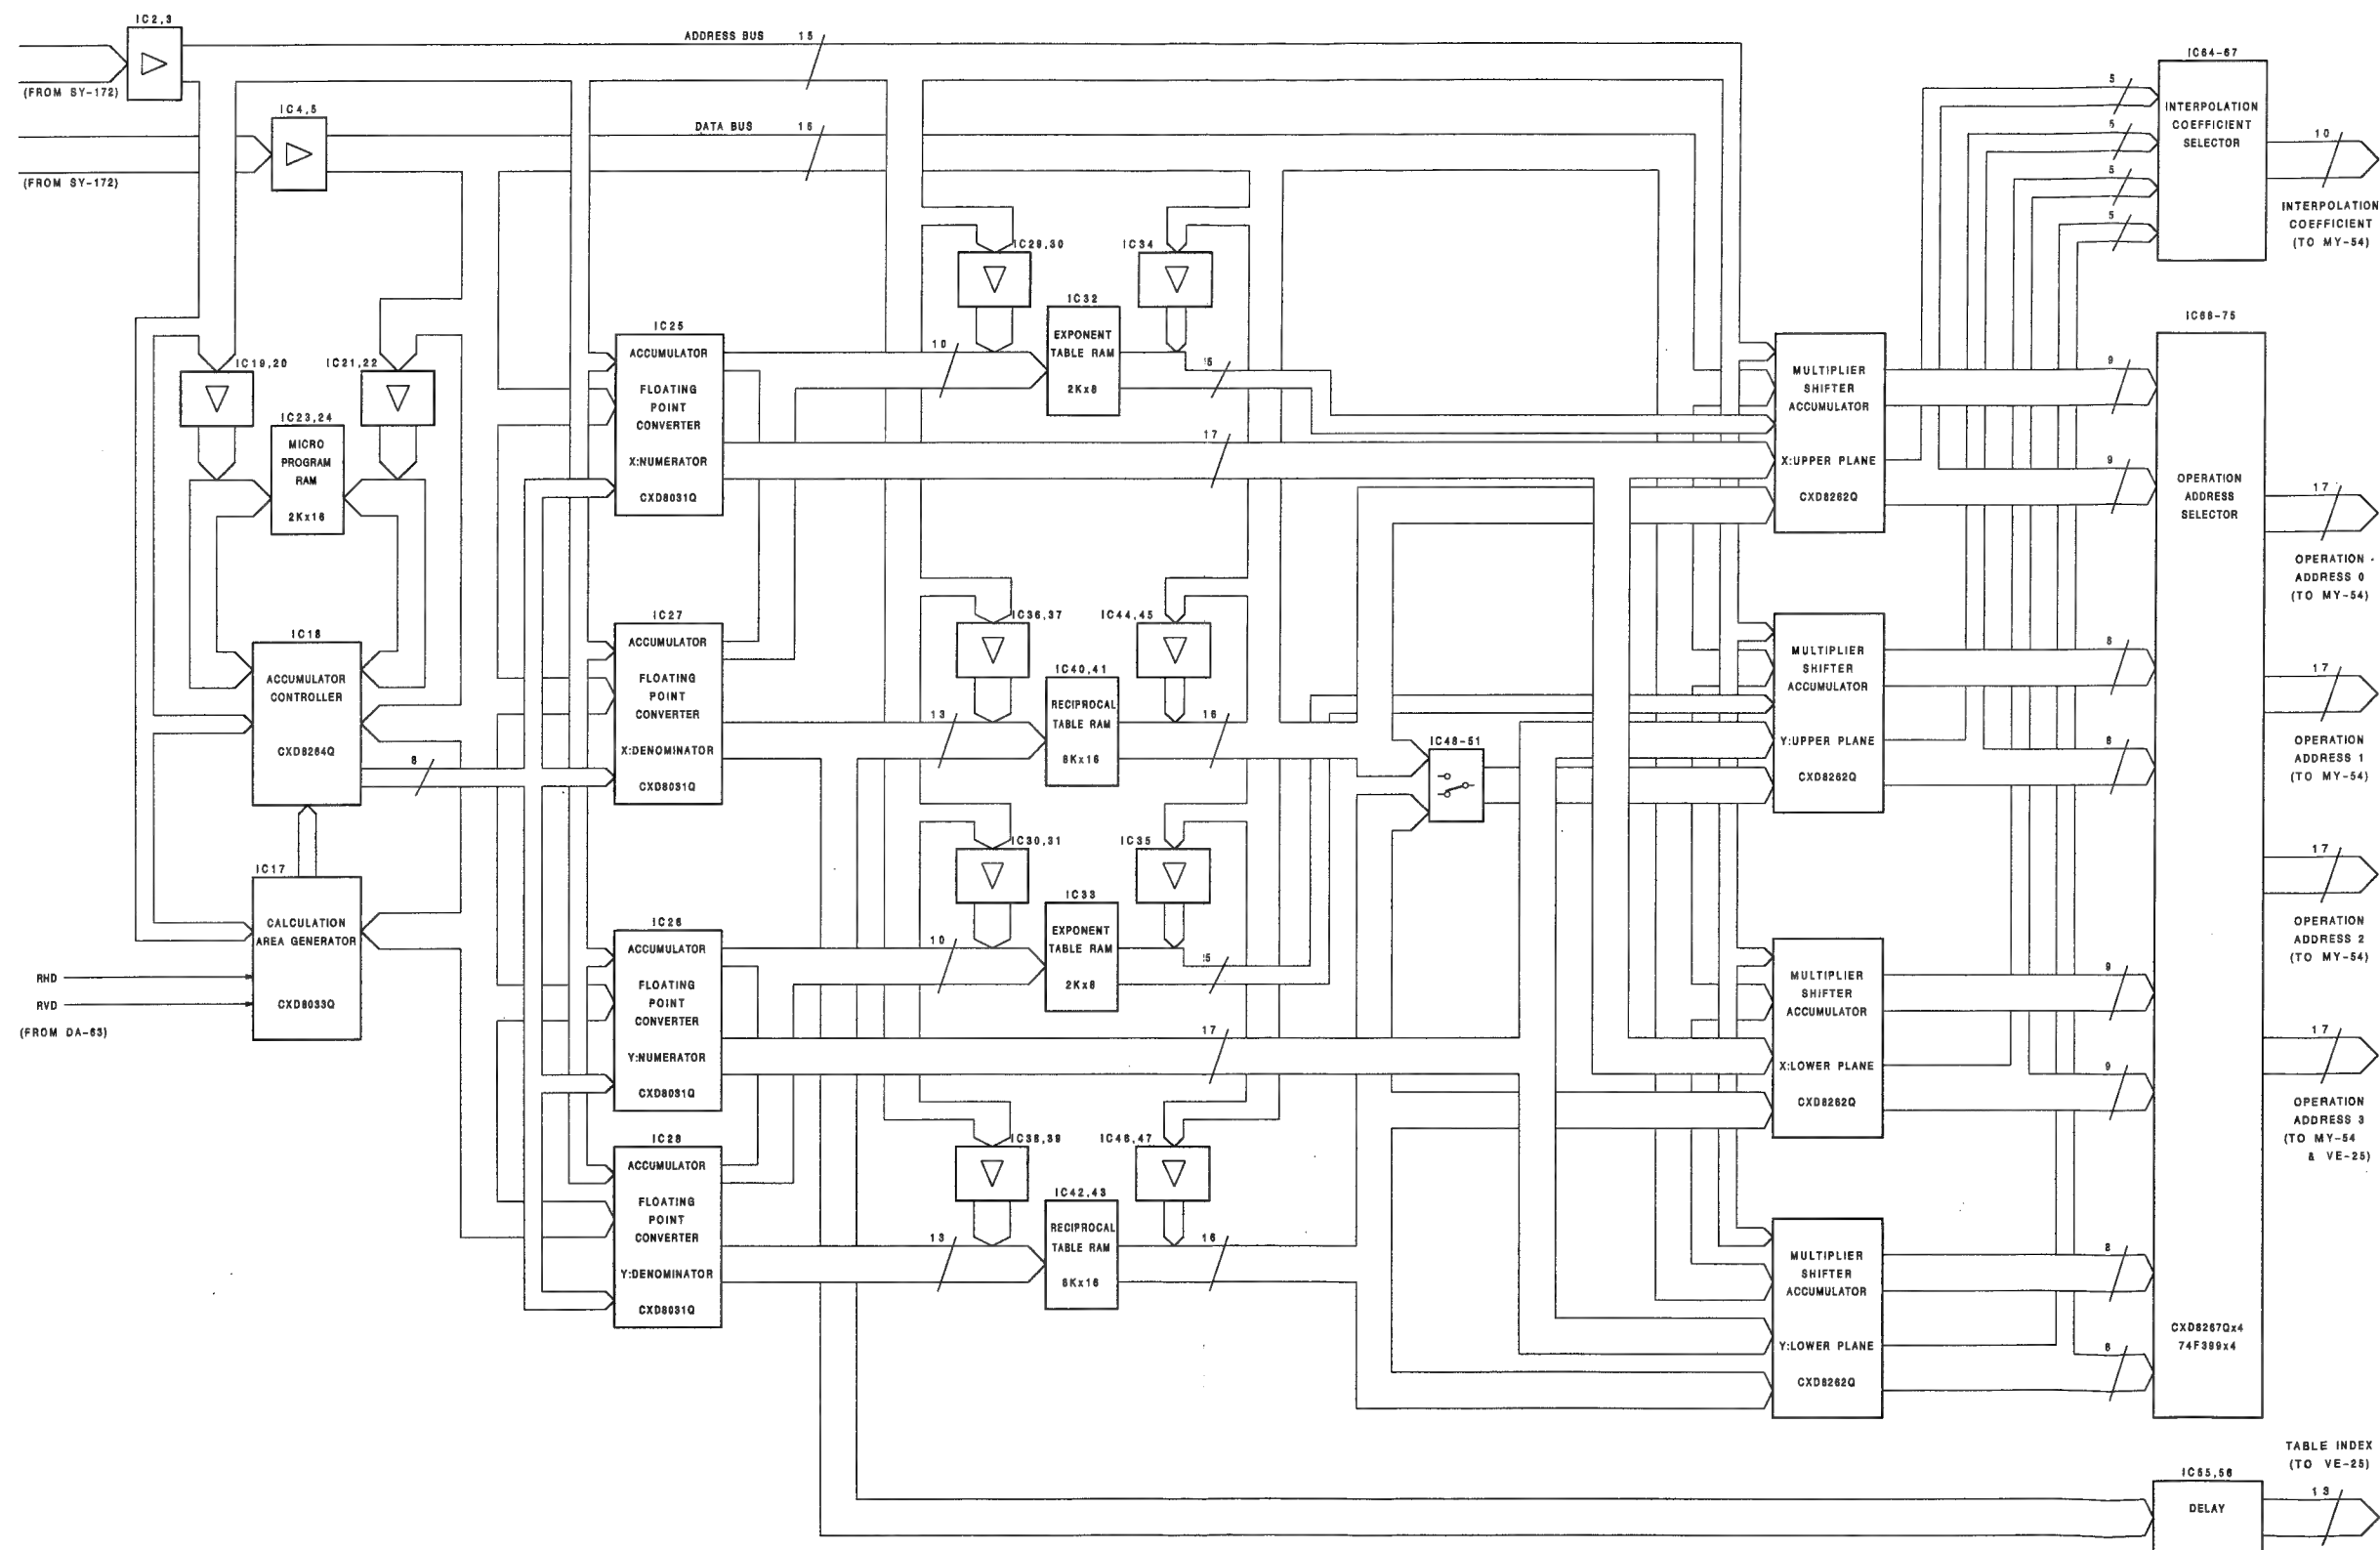 IC2,3
(FROM SY-172)
ADDRESS BUS 15
IC4,5
(FROM SY-172)
DATA BUS 16
IC19,20
IC21,22
IC23,24
MICRO
PROGRAM
RAM
2Kx16
IC18
ACCUMULATOR
CONTROLLER
CXD8264Q
8
IC17
CALCULATION
AREA GENERATOR
CXD8033Q
RHD
RVD
(FROM DA-63)
IC25
ACCUMULATOR
FLOATING
POINT
CONVERTER
X:NUMERATOR
CXD8031Q
IC27
ACCUMULATOR
FLOATING
POINT
CONVERTER
X:DENOMINATOR
CXD8031Q
IC26
ACCUMULATOR
FLOATING
POINT
CONVERTER
Y:NUMERATOR
CXD8031Q
IC28
ACCUMULATOR
FLOATING
POINT
CONVERTER
Y:DENOMINATOR
CXD8031Q
IC29,30
IC34
10
IC32
EXPONENT
TABLE RAM
2Kx8
5
17
IC36,37
IC44,45
13
IC40,41
RECIPROCAL
TABLE RAM
8Kx16
16
IC30,31
IC35
10
IC33
EXPONENT
TABLE RAM
2Kx8
5
17
IC38,39
IC46,47
13
IC42,43
RECIPROCAL
TABLE RAM
8Kx16
16
IC48-51
MULTIPLIER
SHIFTER
ACCUMULATOR
X:UPPER PLANE
CXD8262Q
MULTIPLIER
SHIFTER
ACCUMULATOR
Y:UPPER PLANE
CXD8262Q
MULTIPLIER
SHIFTER
ACCUMULATOR
X:LOWER PLANE
CXD8262Q
MULTIPLIER
SHIFTER
ACCUMULATOR
Y:LOWER PLANE
CXD8262Q
5
5
5
5
9
9
8
8
9
9
8
8
IC64-67
INTERPOLATION
COEFFICIENT
SELECTOR
10
INTERPOLATION
COEFFICIENT
(TO MY-54)
IC68-75
OPERATION
ADDRESS
SELECTOR
CXD8267Qx4
74F399x4
17
OPERATION
ADDRESS 0
(TO MY-54)
17
OPERATION
ADDRESS 1
(TO MY-54)
17
OPERATION
ADDRESS 2
(TO MY-54)
17
OPERATION
ADDRESS 3
(TO MY-54
& VE-25)
TABLE INDEX
(TO VE-25)
IC55,56
DELAY
13